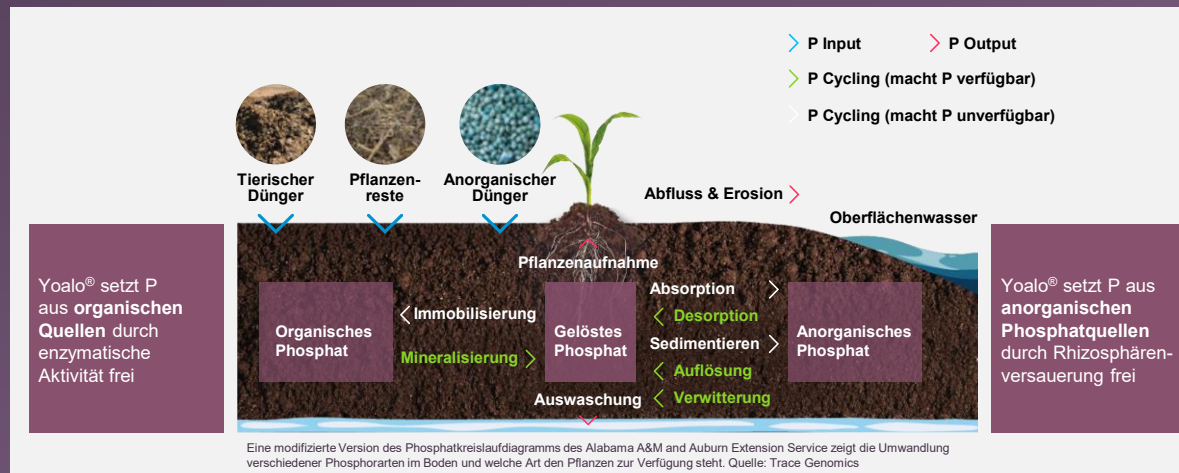 P Input
P Output
P Cycling (macht P verfügbar)
P Cycling (macht P unverfügbar)
Tierischer
Dünger
Pflanzen-
reste
Anorganischer
Dünger
Abfluss & Erosion
Oberflächenwasser
Yoalo® setzt P
aus organischen
Quellen durch
enzymatische
Aktivität frei
Pflanzenaufnahme
Organisches
Phosphat
Immobilisierung
Mineralisierung
Gelöstes
Phosphat
Absorption
Desorption
Sedimentieren
Auflösung
Verwitterung
Auswaschung
Anorganisches
Phosphat
Yoalo® setzt P aus
anorganischen
Phosphatquellen
durch Rhizosphären-
versauerung frei
Eine modifizierte Version des Phosphatkreislaufdiagramms des Alabama A&M and Auburn Extension Service zeigt die Umwandlung
verschiedener Phosphorarten im Boden und welche Art den Pflanzen zur Verfügung steht. Quelle: Trace Genomics